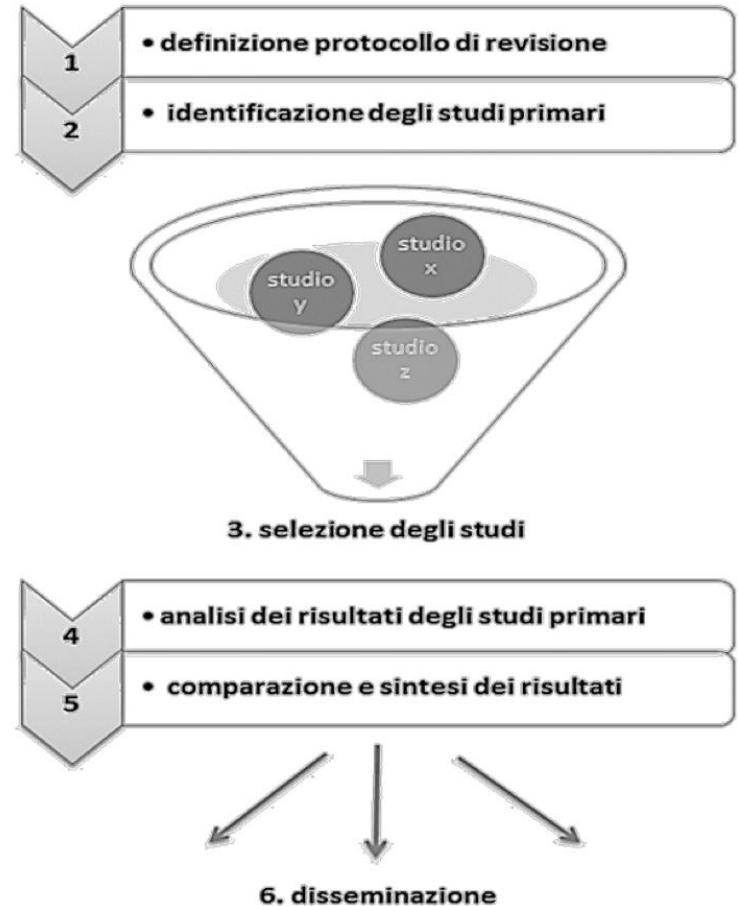 1 • definizione protocollo di revisione
2 • identificazione degli studi primari
studio
x
studio
y
studio
z
3. selezione degli studi
4 • analisi dei risultati degli studi primari
5 • comparazione e sintesi dei risultati
6. disseminazione